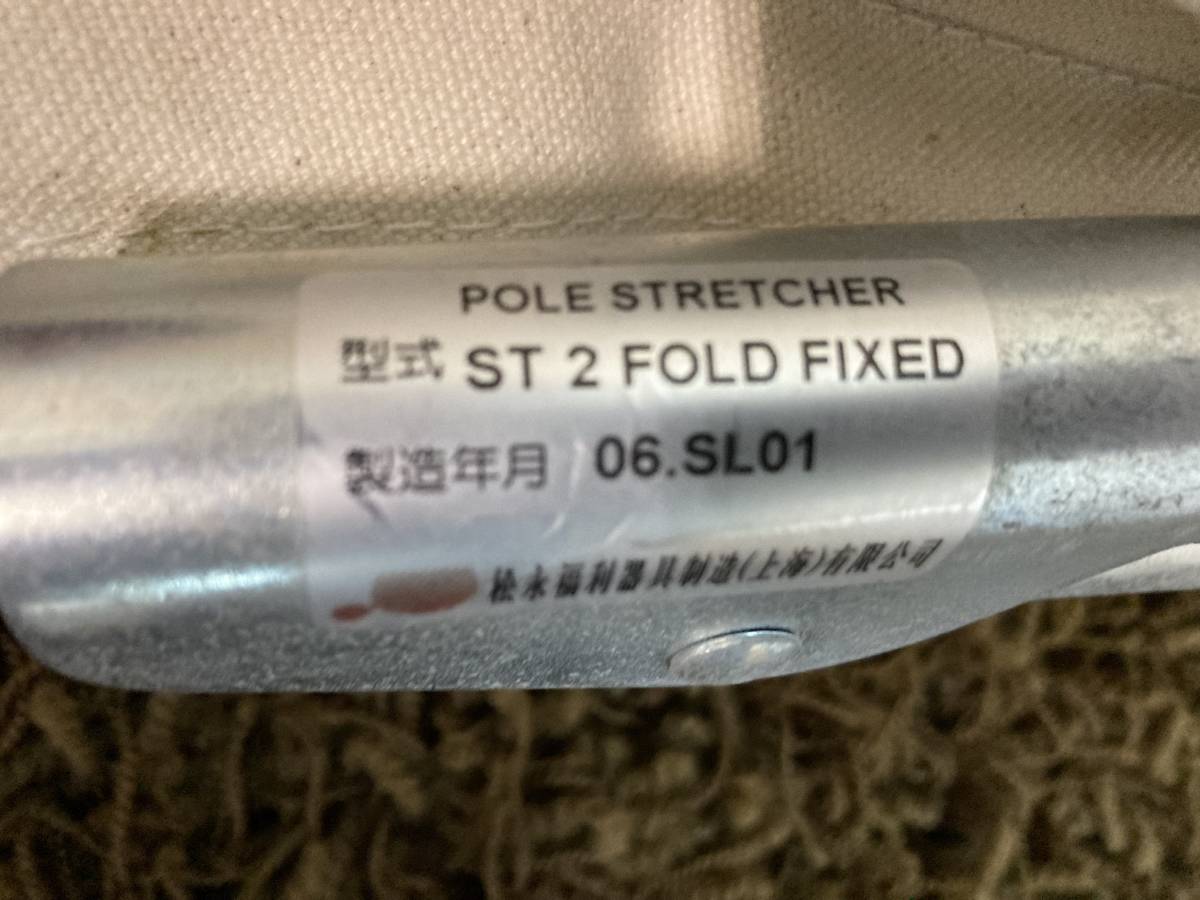 POLE STRETCHER
型式 ST 2 FOLD FIXED
製造年月 06.SL01
松永福利器具制造(上海)有限公司